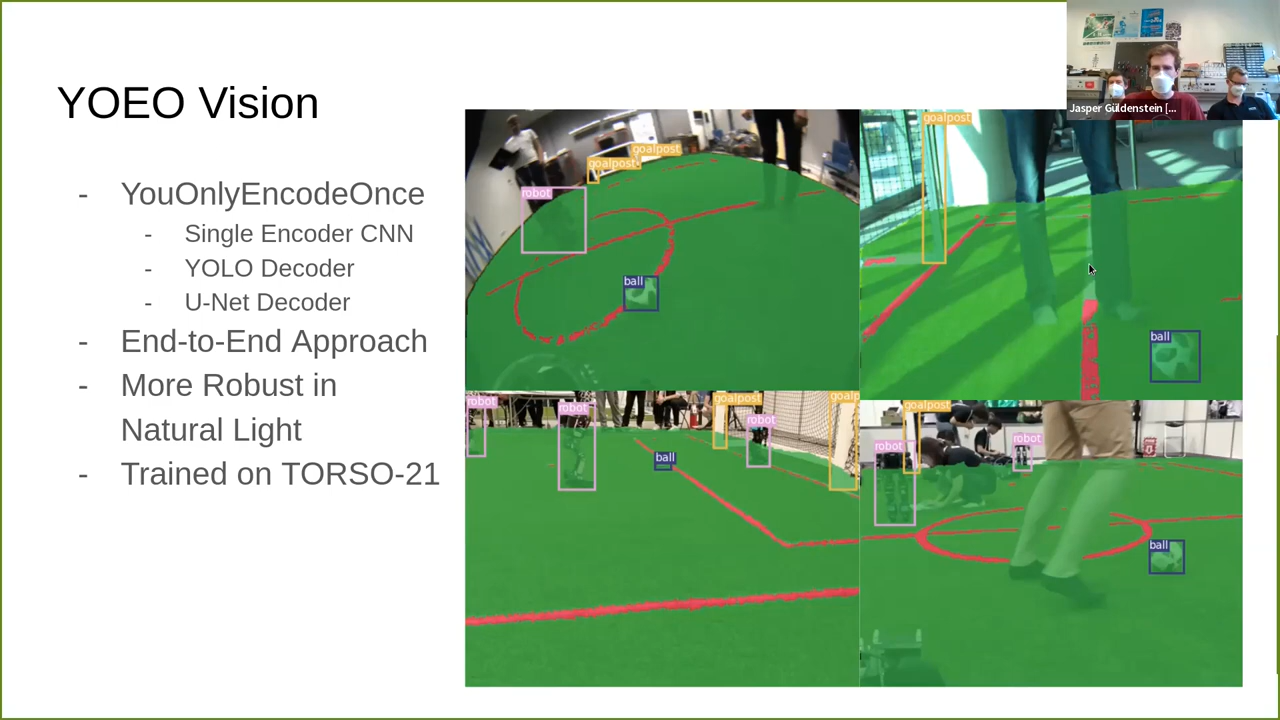 YOEO Vision
- YouOnlyEncodeOnce
- Single Encoder CNN
- YOLO Decoder
- U-Net Decoder
- End-to-End Approach
- More Robust in
Natural Light
- Trained on TORSO-21
Jasper Güldenstein [...
goalpost
goalpost
robot
ball
goalpost
ball
robot
robot
goalpost
robot
goalp
ball
goalpost
robot
robot
ball